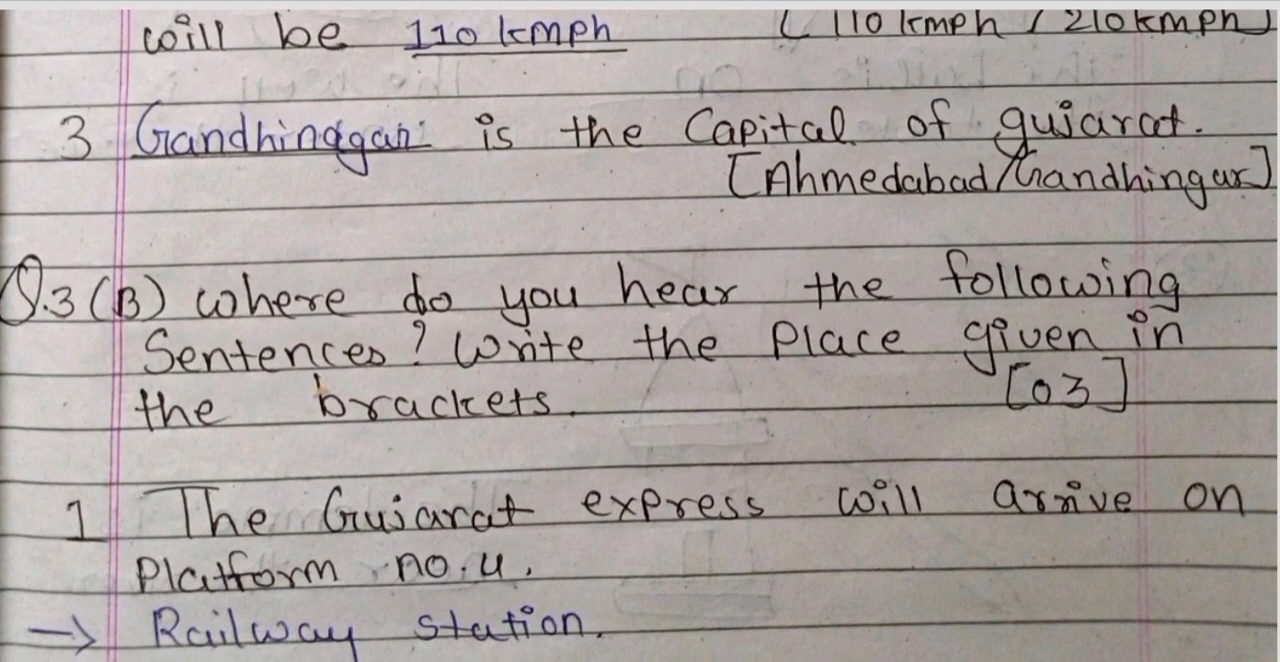 will be 110 kmph ( 110 kmph / 210 kmph )
3 Gandhinaggar is the Capital of gujarat.
[Ahmedabad/Gandhingar]
Q.3 (B) where do you hear the following
Sentences? Write the Place given in
the brackets. [03]
1 The Gujarat express will arrive on
Platform no. 4.
→ Railway station.